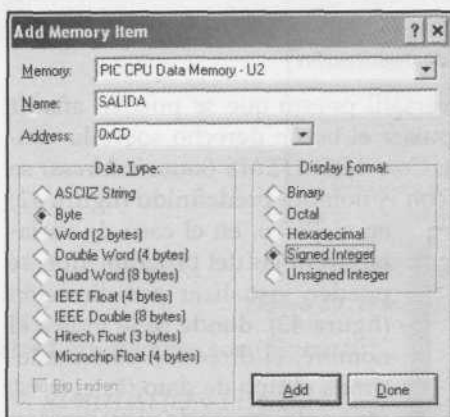 Add Memory Item
Memory: PIC CPU Data Memory - U2
Name: SALIDA
Address: 0xCD
Data Type:
ASCIIZ String
Byte
Word (2 bytes)
Double Word (4 bytes)
Quad Word (8 bytes)
IEEE Float (4 bytes)
IEEE Double (8 bytes)
Hitech Float (3 bytes)
Microchip Float (4 bytes)
Display Format:
Binary
Octal
Hexadecimal
Signed Integer
Unsigned Integer
Big Endian
Add
Done